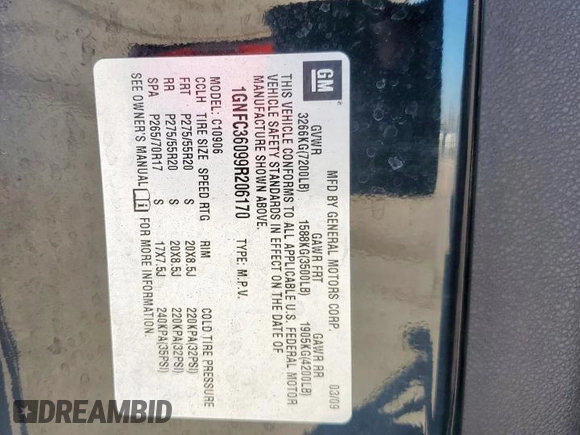 GM
MFD BY GENERAL MOTORS CORP. 03/09
GVWR GAWR FRT GAWR RR
3266KG(7200LB) 1588KG(3500LB) 1905KG(4200LB)
THIS VEHICLE CONFORMS TO ALL APPLICABLE U.S. FEDERAL MOTOR
VEHICLE SAFETY STANDARDS IN EFFECT ON THE DATE OF
MANUFACTURE SHOWN ABOVE.
1GNFC36099R206170 TYPE: M.P.V.
MODEL: C10906
CCLH TIRE SIZE SPEED RTG RIM COLD TIRE PRESSURE
FRT P275/55R20 S 20X8.5J 220KPA(32PSI)
RR P275/55R20 S 20X8.5J 220KPA(32PSI)
SPA P265/70R17 S 17X7.5J 240KPA(35PSI)
SEE OWNER'S MANUAL i FOR MORE INFORMATION.
DREAMBID